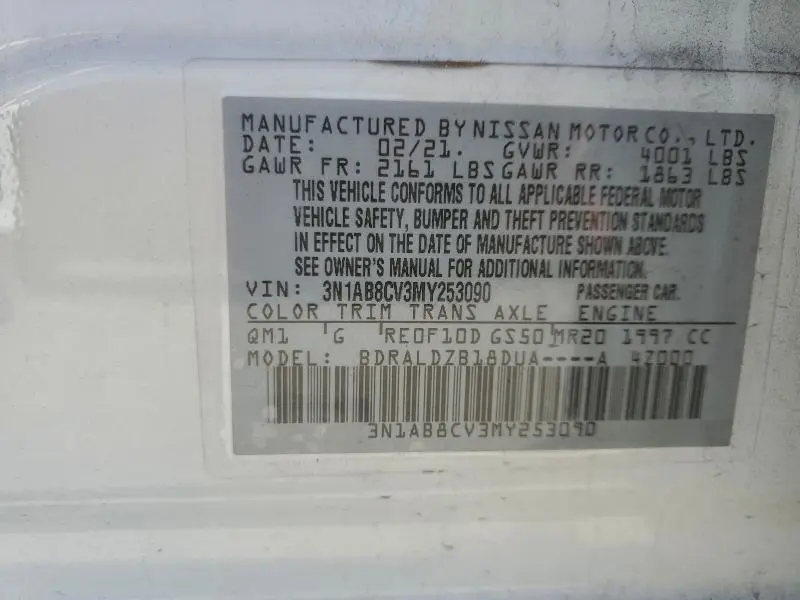 MANUFACTURED BY NISSAN MOTOR CO., LTD.
DATE: 02/21. GVWR: 4001 LBS
GAWR FR: 2161 LBS GAWR RR: 1863 LBS
THIS VEHICLE CONFORMS TO ALL APPLICABLE FEDERAL MOTOR
VEHICLE SAFETY, BUMPER AND THEFT PREVENTION STANDARDS
IN EFFECT ON THE DATE OF MANUFACTURE SHOWN ABOVE.
SEE OWNER'S MANUAL FOR ADDITIONAL INFORMATION.
VIN: 3N1AB8CV3MY253090 PASSENGER CAR.
COLOR TRIM TRANS AXLE ENGINE
QM1 G RE0F10D GS50 MR20 1997 CC
MODEL: BDRALDZB18DUA----A 4Z000
3N1AB8CV3MY253090